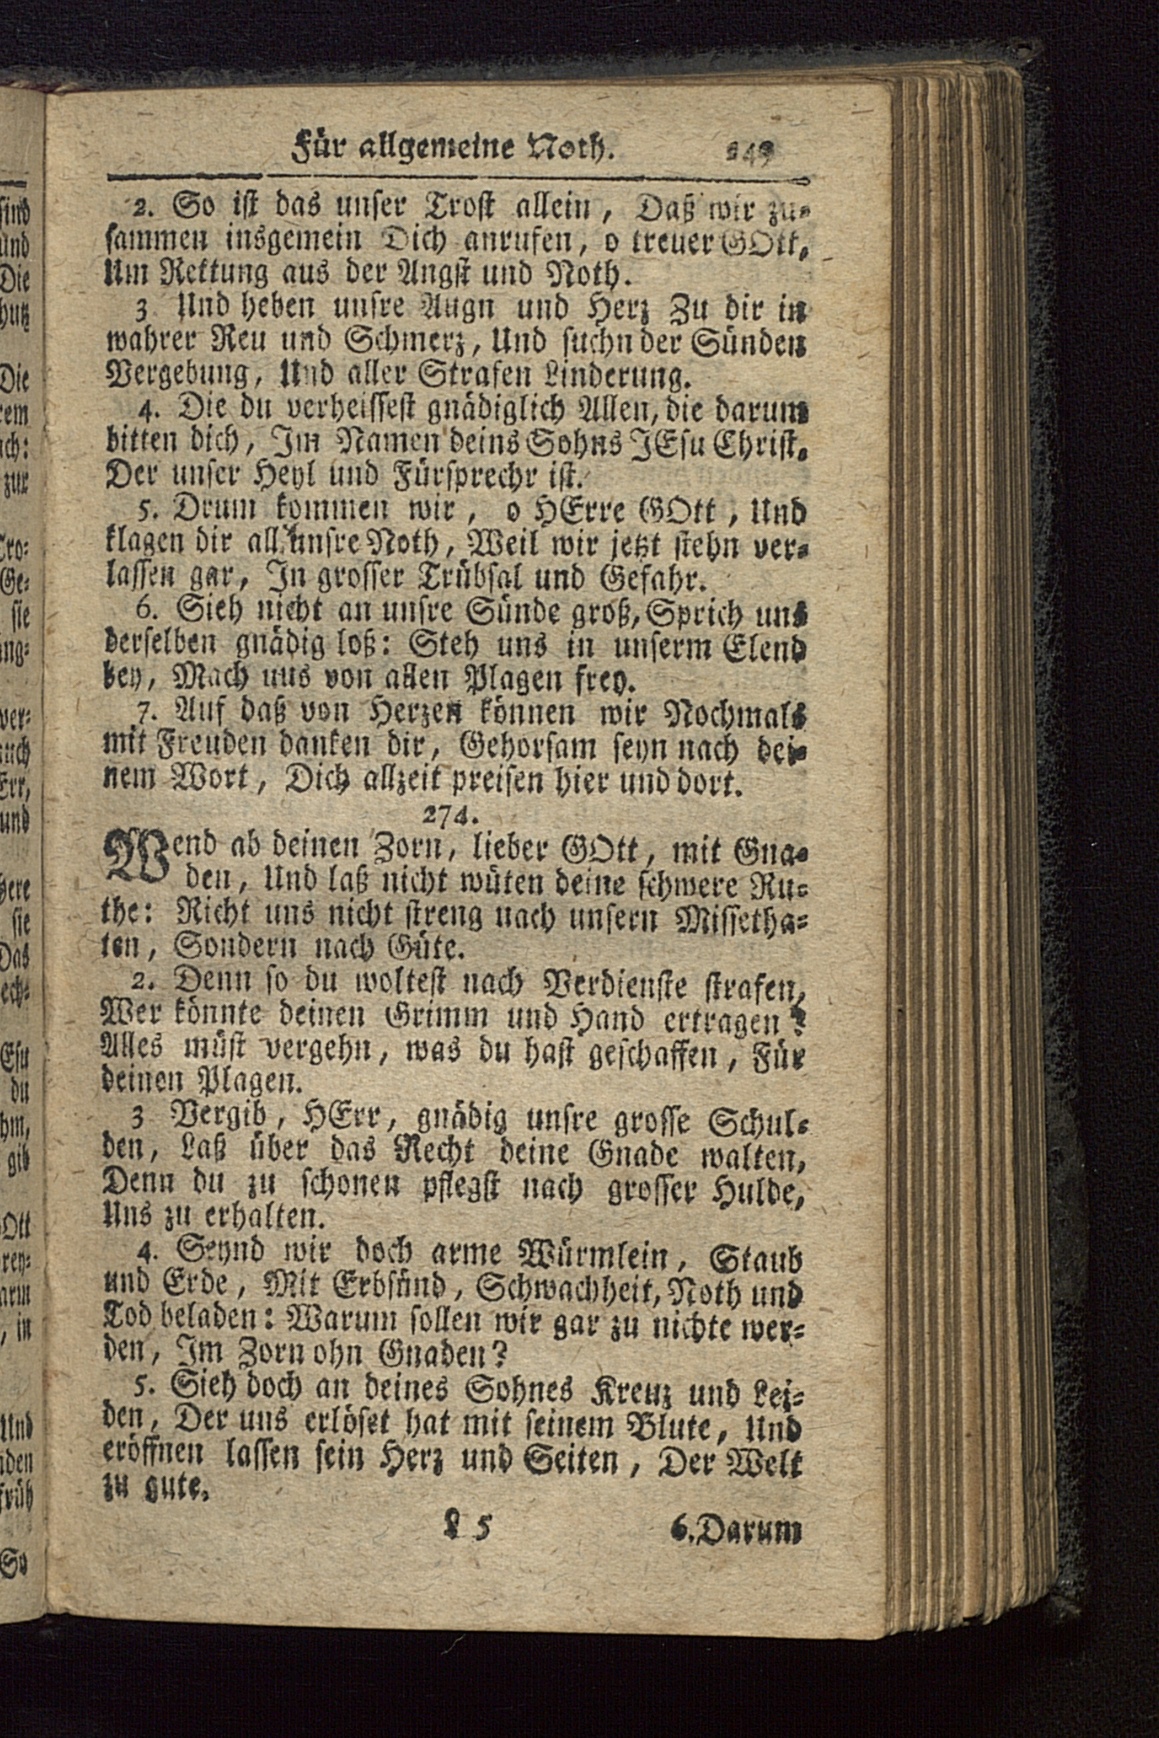 Für allgemeine Noth. 249
2. So ist das unser Trost allein, Daß wir zu-
sammen insgemein Dich anrufen, o treuer GOtt,
Um Rettung aus der Angst und Noth.
3 Und heben unsre Augn und Herz Zu dir in
wahrer Reu und Schmerz, Und suchn der Sünden
Vergebung, Und aller Strafen Linderung.
4. Die du verheissest gnädiglich Allen, die darum
bitten dich, Im Namen deins Sohns JEsu Christ,
Der unser Heyl und Fürsprechr ist.
5. Drum kommen wir, o HErre GOtt, Und
klagen dir all unsre Noth, Weil wir jetzt stehn ver-
lassen gar, In grosser Trübsal und Gefahr.
6. Sieh nicht an unsre Sünde groß, Sprich uns
derselben gnädig loß: Steh uns in unserm Elend
bey, Mach uns von allen Plagen frey.
7. Auf daß von Herzen können wir Nochmals
mit Freuden danken dir, Gehorsam seyn nach dei-
nem Wort, Dich allzeit preisen hier und dort.
274.
Wend ab deinen Zorn, lieber GOtt, mit Gna-
den, Und laß nicht wüten deine schwere Ru-
the: Richt uns nicht streng nach unsern Missetha-
ten, Sondern nach Güte.
2. Denn so du woltest nach Verdienste strafen,
Wer könnte deinen Grimm und Hand ertragen?
Alles müst vergehn, was du hast geschaffen, Für
deinen Plagen.
3 Vergib, HErr, gnädig unsre grosse Schul-
den, Laß über das Recht deine Gnade walten,
Denn du zu schonen pflegst nach grosser Hulde,
Uns zu erhalten.
4. Seynd wir doch arme Würmlein, Staub
und Erde, Mit Erbsünd, Schwachheit, Noth und
Tod beladen: Warum sollen wir gar zu nichte wer-
den, Im Zorn ohn Gnaden?
5. Sieh doch an deines Sohnes Kreuz und Lei-
den, Der uns erlöset hat mit seinem Blute, Und
eröffnen lassen sein Herz und Seiten, Der Welt
zu gute.
L 5 6. Darum